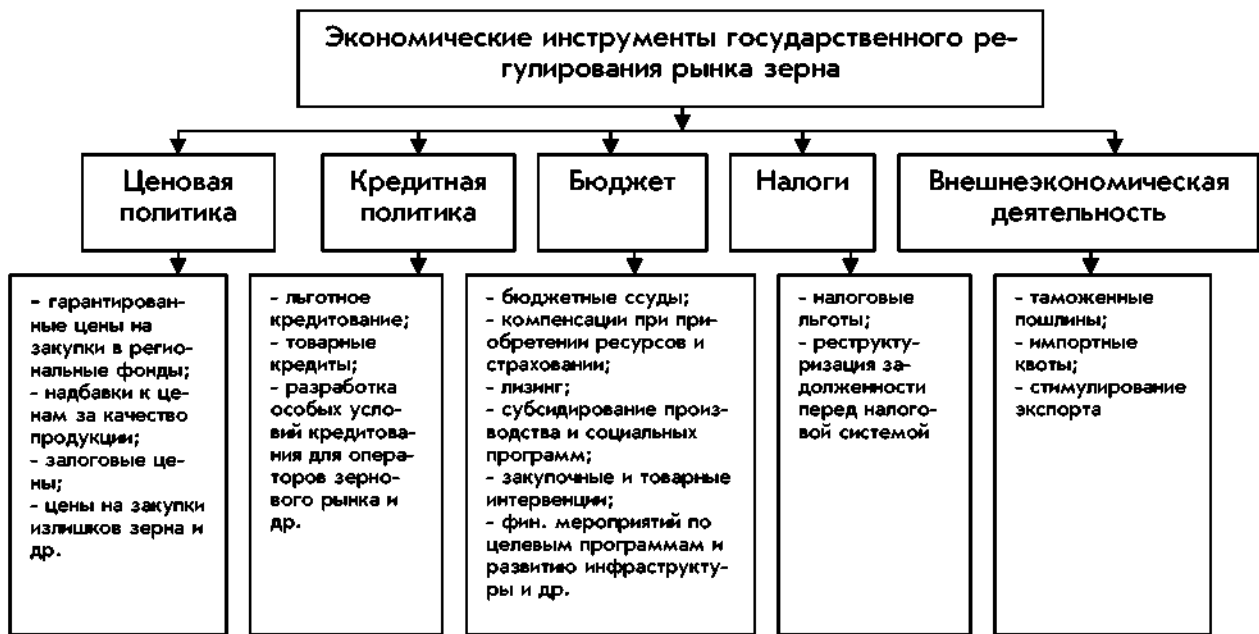 Экономические инструменты государственного ре-
гулирования рынка зерна
Ценовая
политика
Кредитная
политика
Бюджет
Налоги
Внешнеэкономическая
деятельность
- гарантирован-
ные цены на
закупки в регио-
нальные фонды;
- надбавки к це-
нам за качество
продукции;
- залоговые це-
ны;
- цены на закупки
излишков зерна и
др.
- льготное
кредитование;
- товарные
кредиты;
- разработка
особых усло-
вий кредитова-
ния для опера-
торов зерно-
вого рынка и
др.
- бюджетные ссуды;
- компенсации при при-
обретении ресурсов и
страховании;
- лизинг;
- субсидирование произ-
водства и социальных
программ;
- закупочные и товарные
интервенции;
- фин. мероприятий по
целевым программам и
развитию инфраструкту-
ры и др.
- налоговые
льготы;
- реструкту-
ризация за-
долженности
перед налого-
вой системой
- таможенные
пошлины;
- импортные
квоты;
- стимулирование
экспорта